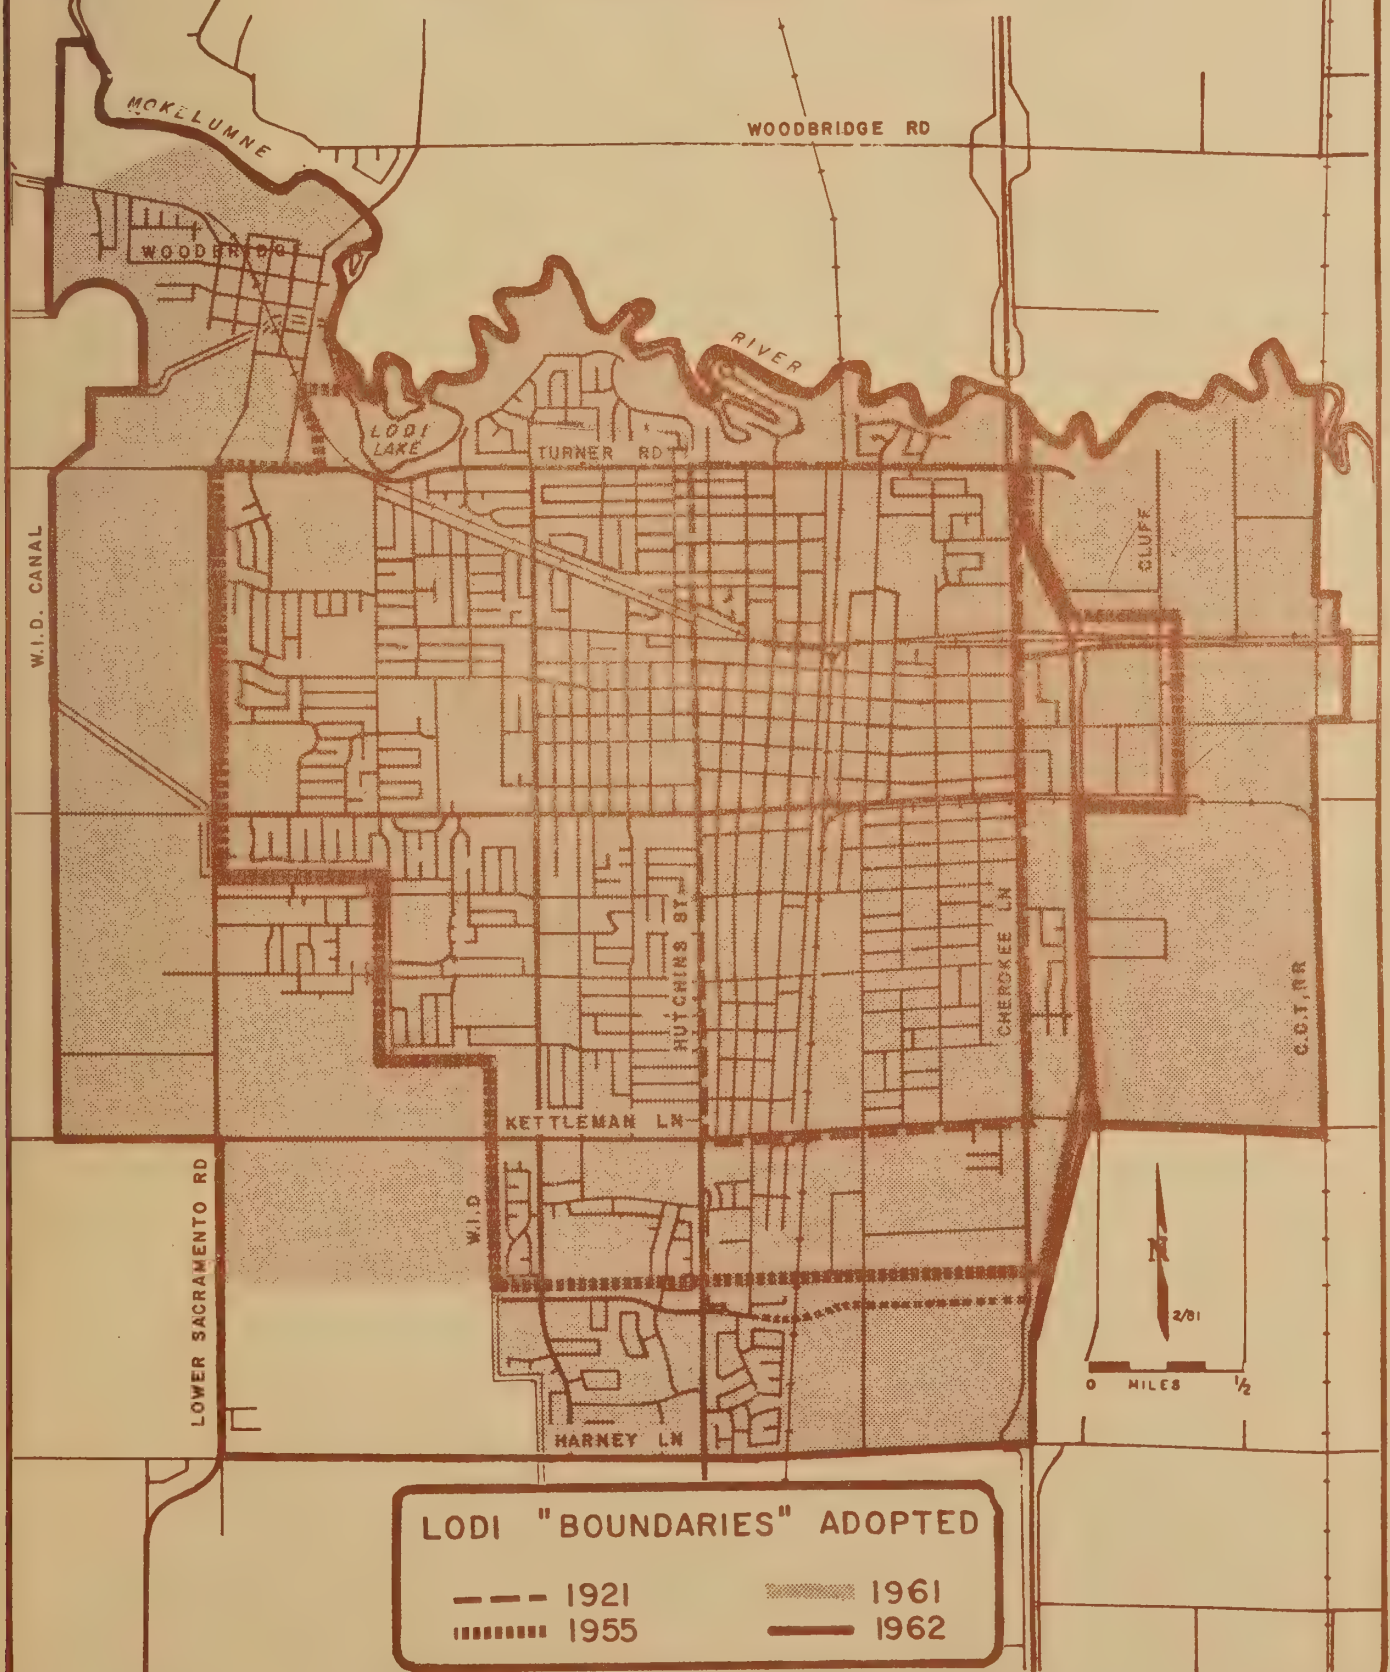 MOKELUMNE
WOODBRIDGE RD
WOODBRIDG
RIVER
LODI
LAKE
TURNER RD
CLUFF
W.I.D. CANAL
HUTCHINS ST
CHEROKEE LN
C.C.T. RR
KETTLEMAN LN
LOWER SACRAMENTO RD
W.I.D
N
2/81
0 MILES 1/2
HARNEY LN
LODI "BOUNDARIES" ADOPTED
1921 1961
1955 1962